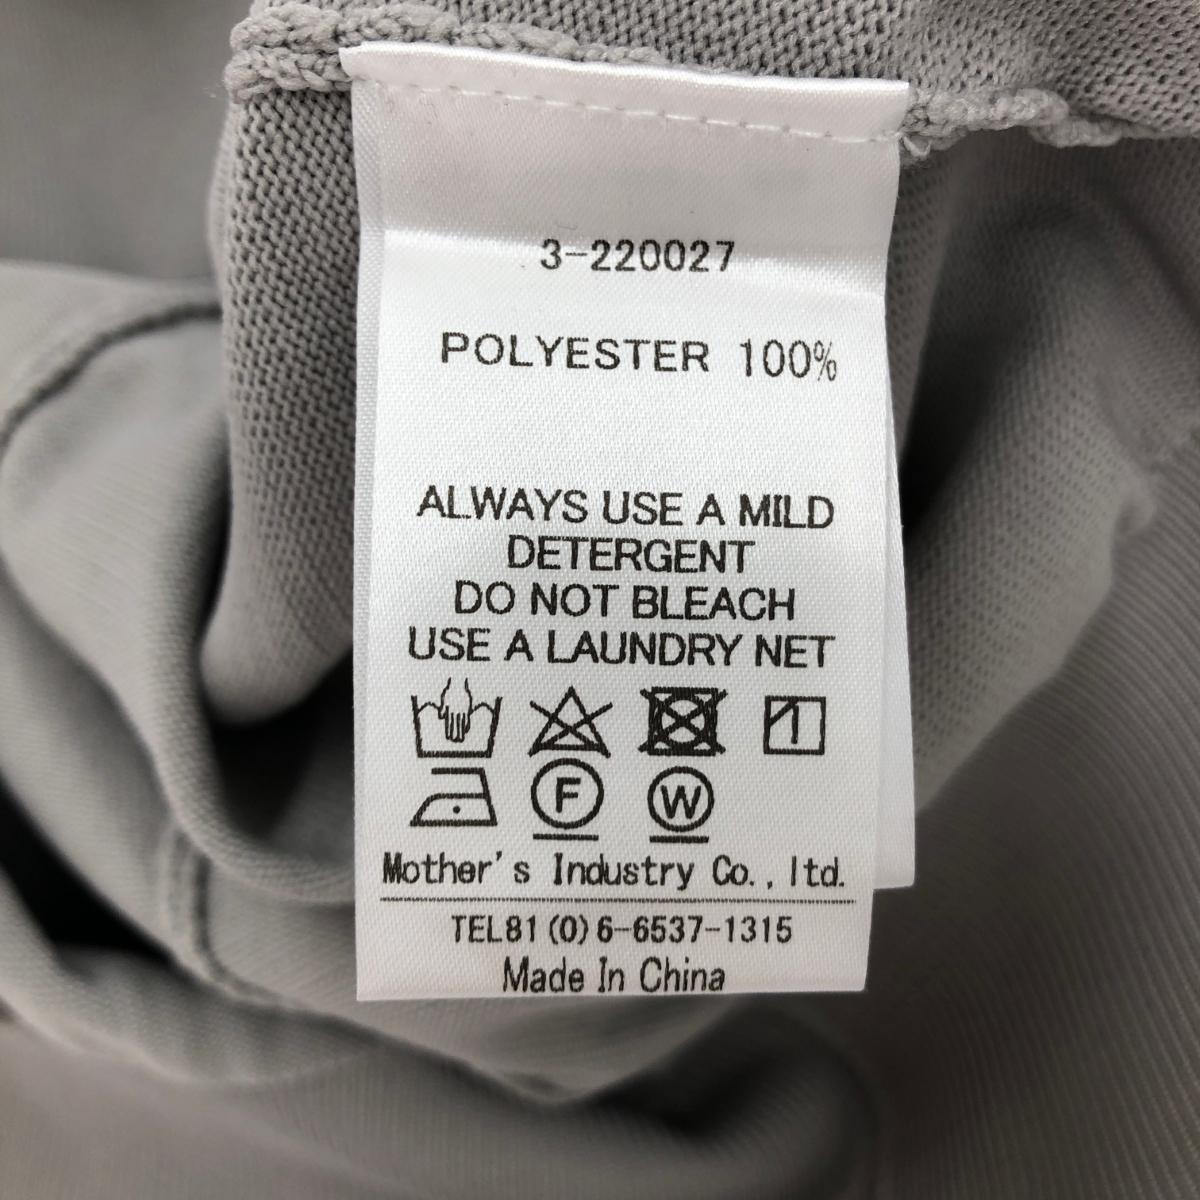 3-220027
POLYESTER 100%
ALWAYS USE A MILD
DETERGENT
DO NOT BLEACH
USE A LAUNDRY NET
F W
Mother's Industry Co., ltd.
TEL81(0)6-6537-1315
Made In China